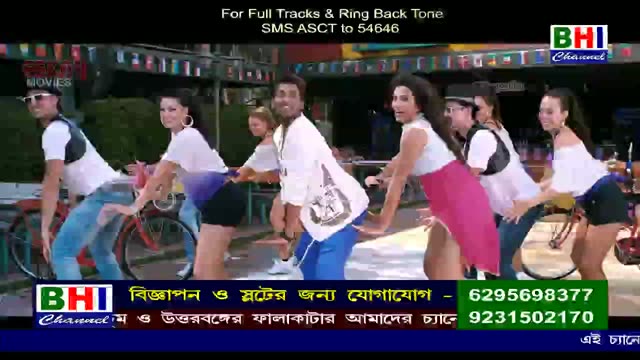 For Full Tracks & Ring Back Tone
SMS ASCT to 54646
BHI
Channel
MOVIES
BHI
Channel
বিজ্ঞাপন ও স্লটের জন্য যোগাযোগ -
6295698377
9231502170
ও উত্তরবঙ্গের ফালাকাটার আমাদের চ্যানে
এই চ্যানে